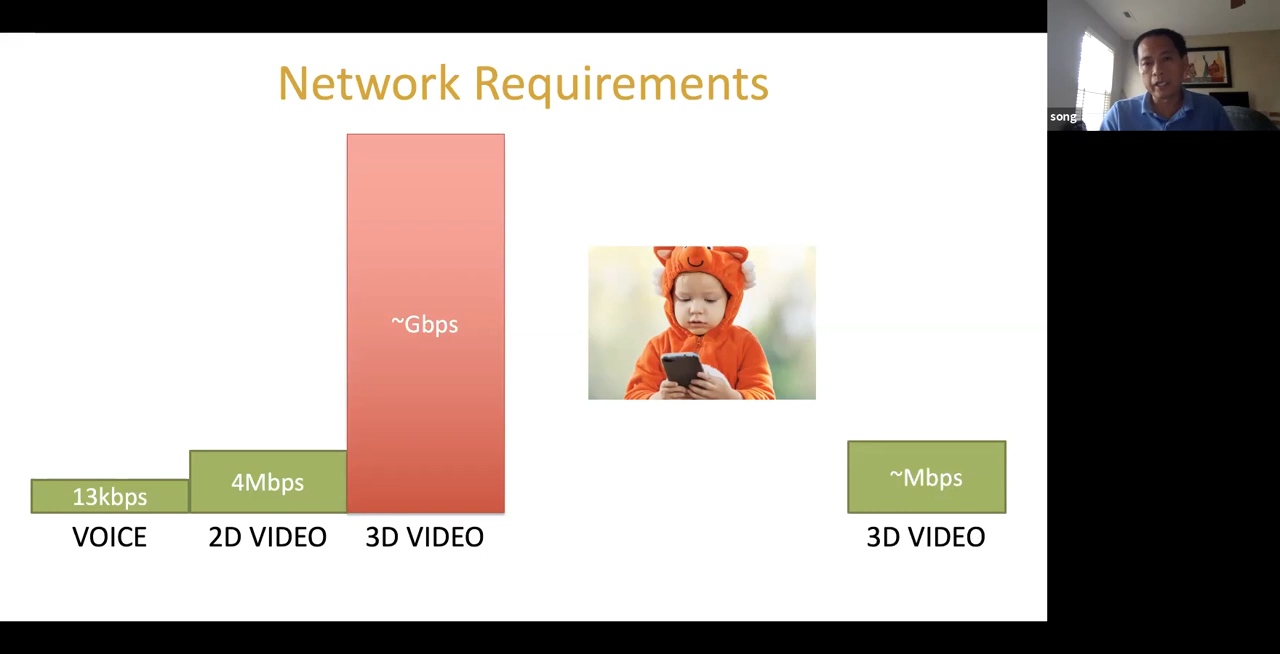 Network Requirements
song
~Gbps
13kbps
4Mbps
~Mbps
VOICE
2D VIDEO
3D VIDEO
3D VIDEO